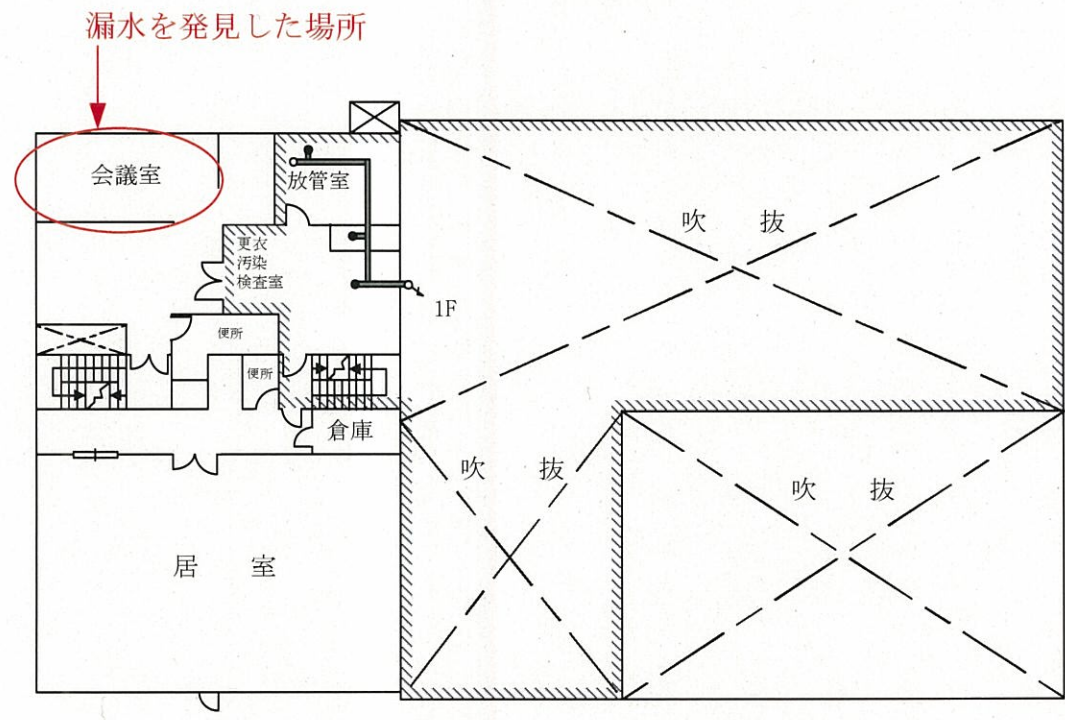 漏水を発見した場所
会議室
放管室
吹 抜
更衣
汚染
検査室
1F
便所
便所
倉庫
吹 抜
吹 抜
居 室